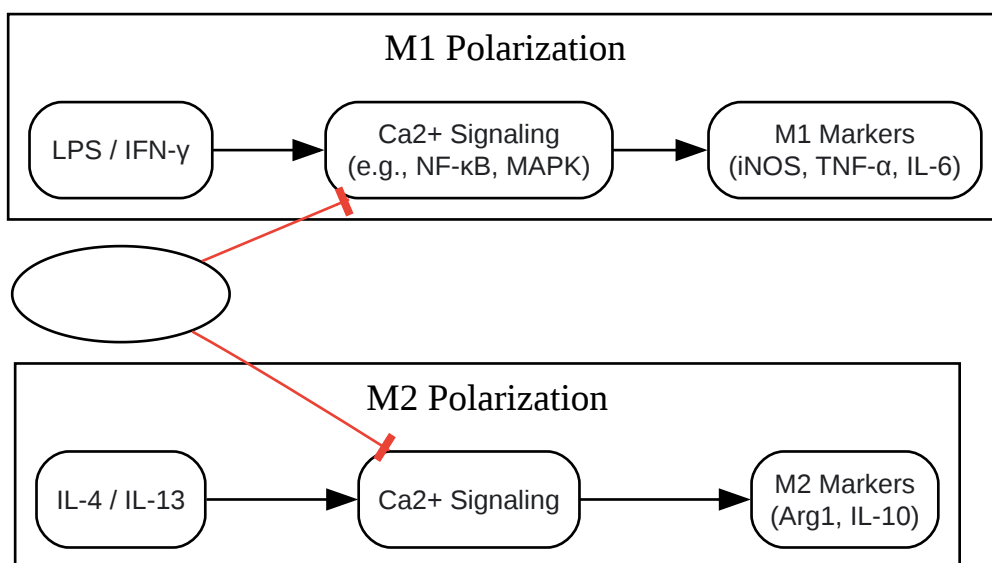 M1 Polarization
LPS / IFN-γ
Ca2+ Signaling
(e.g., NF-κB, MAPK)
M1 Markers
(iNOS, TNF-α, IL-6)
M2 Polarization
IL-4 / IL-13
Ca2+ Signaling
M2 Markers
(Arg1, IL-10)